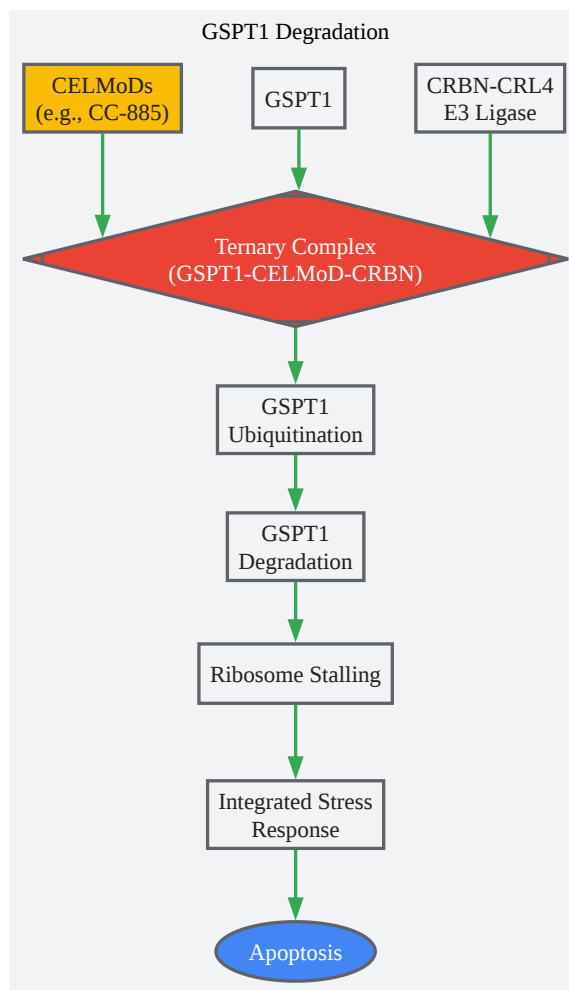 GSPT1 Degradation
CELMoDs
(e.g., CC-885)
GSPT1
CRBN-CRL4
E3 Ligase
Ternary Complex
(GSPT1-CELMoD-CRBN)
GSPT1
Ubiquitination
GSPT1
Degradation
Ribosome Stalling
Integrated Stress
Response
Apoptosis